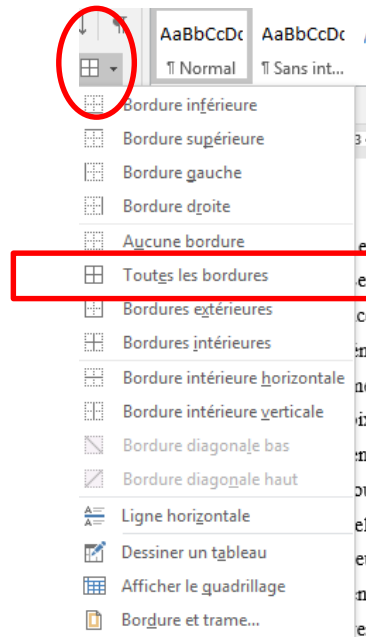 AaBbCcDc AaBbCcDc
¶ Normal ¶ Sans int...
Bordure inférieure
Bordure supérieure
Bordure gauche
Bordure droite
Aucune bordure
Toutes les bordures
Bordures extérieures
Bordures intérieures
Bordure intérieure horizontale
Bordure intérieure verticale
Bordure diagonale bas
Bordure diagonale haut
Ligne horizontale
Dessiner un tableau
Afficher le quadrillage
Bordure et trame...